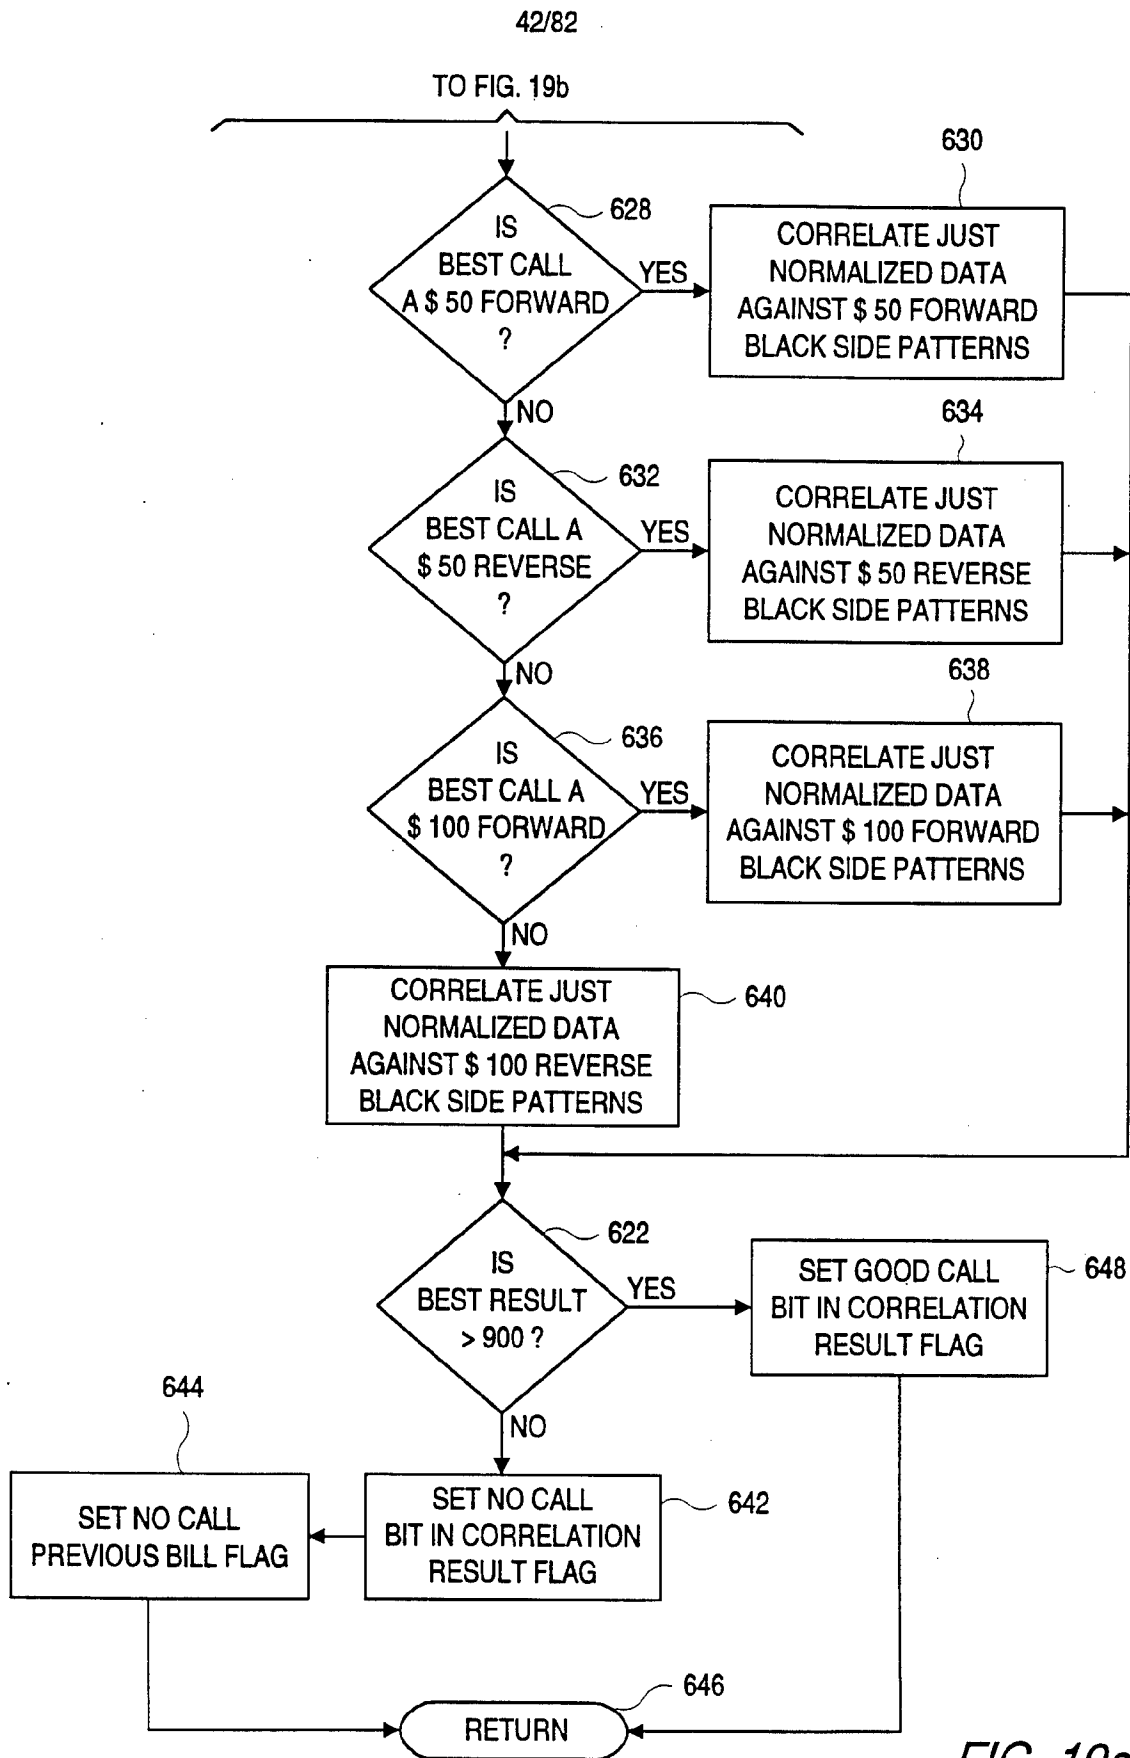 42/82
TO FIG. 19b
628
IS
BEST CALL
A $ 50 FORWARD
?
YES
NO
630
CORRELATE JUST
NORMALIZED DATA
AGAINST $ 50 FORWARD
BLACK SIDE PATTERNS
632
IS
BEST CALL A
$ 50 REVERSE
?
YES
NO
634
CORRELATE JUST
NORMALIZED DATA
AGAINST $ 50 REVERSE
BLACK SIDE PATTERNS
636
IS
BEST CALL A
$ 100 FORWARD
?
YES
NO
638
CORRELATE JUST
NORMALIZED DATA
AGAINST $ 100 FORWARD
BLACK SIDE PATTERNS
640
CORRELATE JUST
NORMALIZED DATA
AGAINST $ 100 REVERSE
BLACK SIDE PATTERNS
622
IS
BEST RESULT
> 900 ?
YES
NO
648
SET GOOD CALL
BIT IN CORRELATION
RESULT FLAG
644
SET NO CALL
PREVIOUS BILL FLAG
642
SET NO CALL
BIT IN CORRELATION
RESULT FLAG
646
RETURN
FIG.